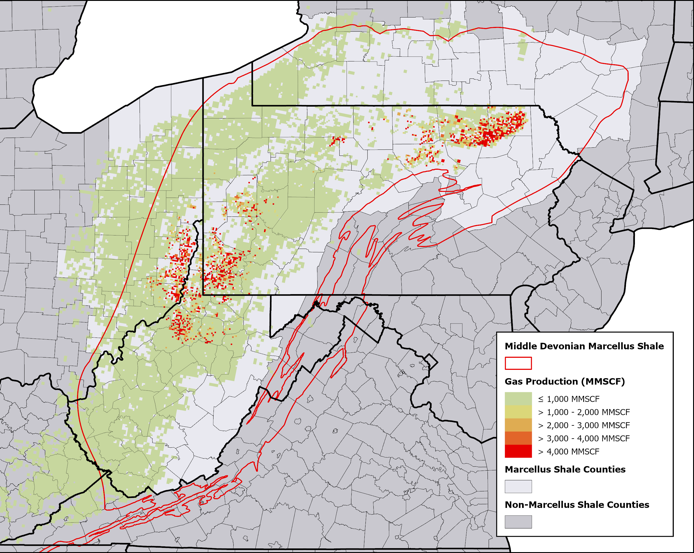 Middle Devonian Marcellus Shale
Gas Production (MMSCF)
≤ 1,000 MMSCF
> 1,000 - 2,000 MMSCF
> 2,000 - 3,000 MMSCF
> 3,000 - 4,000 MMSCF
> 4,000 MMSCF
Marcellus Shale Counties
Non-Marcellus Shale Counties